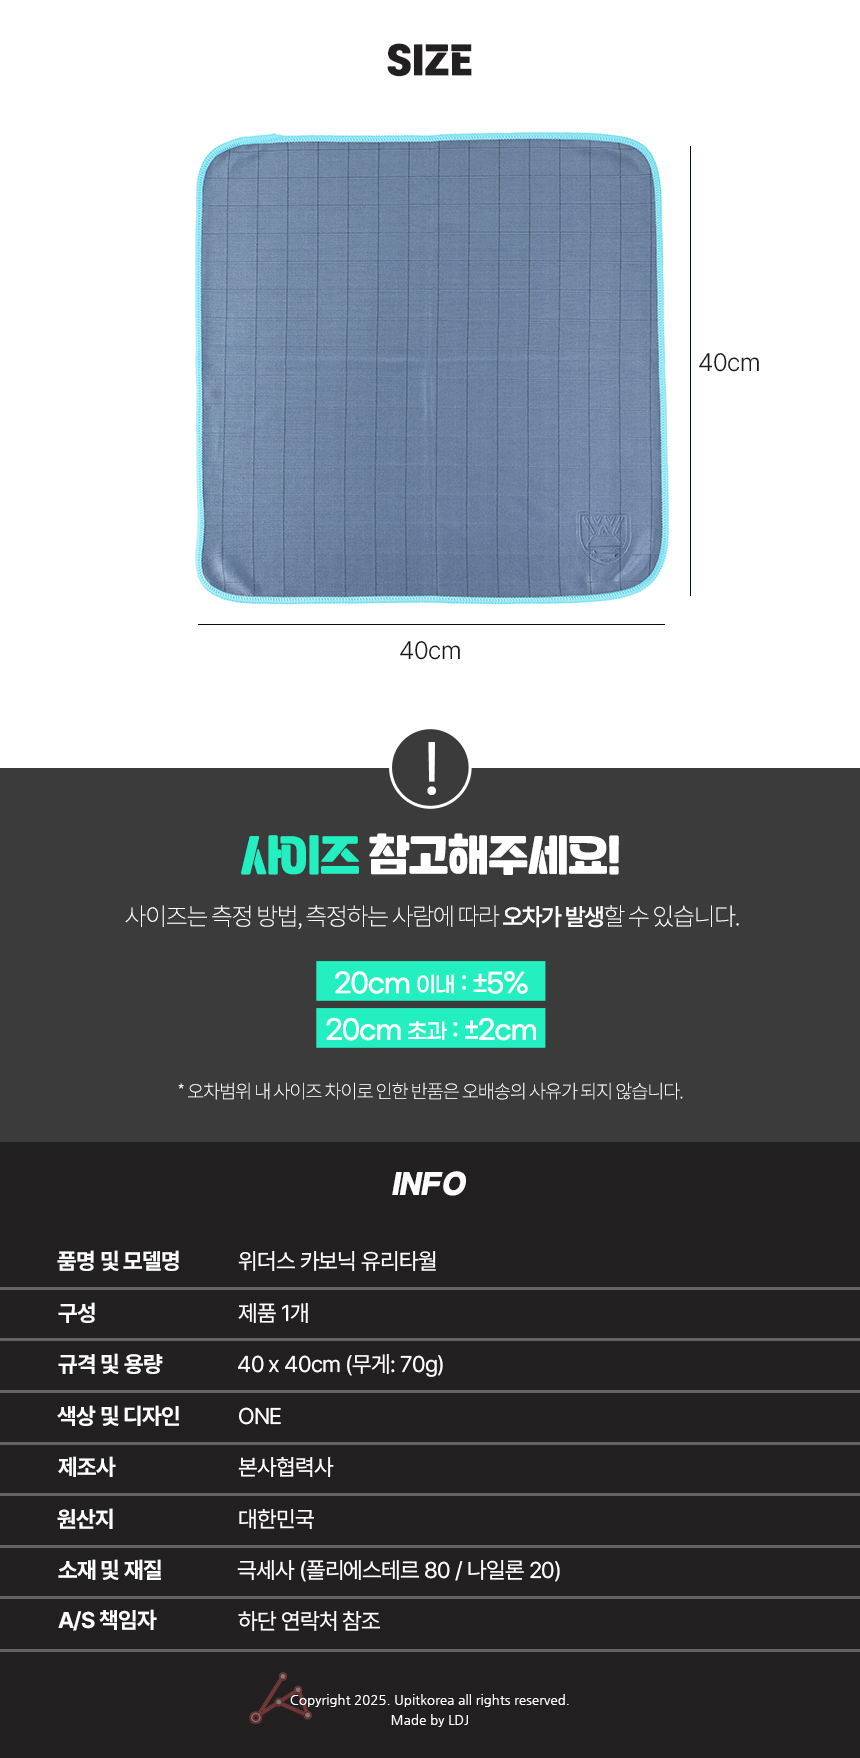 SIZE
40cm
40cm
!
사이즈 참고해주세요!
사이즈는 측정 방법, 측정하는 사람에 따라 오차가 발생할 수 있습니다.
20cm 이내 : ±5%
20cm 초과 : ±2cm
* 오차범위 내 사이즈 차이로 인한 반품은 오배송의 사유가 되지 않습니다.
INFO
품명 및 모델명 위더스 카보닉 유리타월
구성 제품 1개
규격 및 용량 40 x 40cm (무게: 70g)
색상 및 디자인 ONE
제조사 본사협력사
원산지 대한민국
소재 및 재질 극세사 (폴리에스테르 80 / 나일론 20)
A/S 책임자 하단 연락처 참조
Copyright 2025. Upitkorea all rights reserved.
Made by LDJ